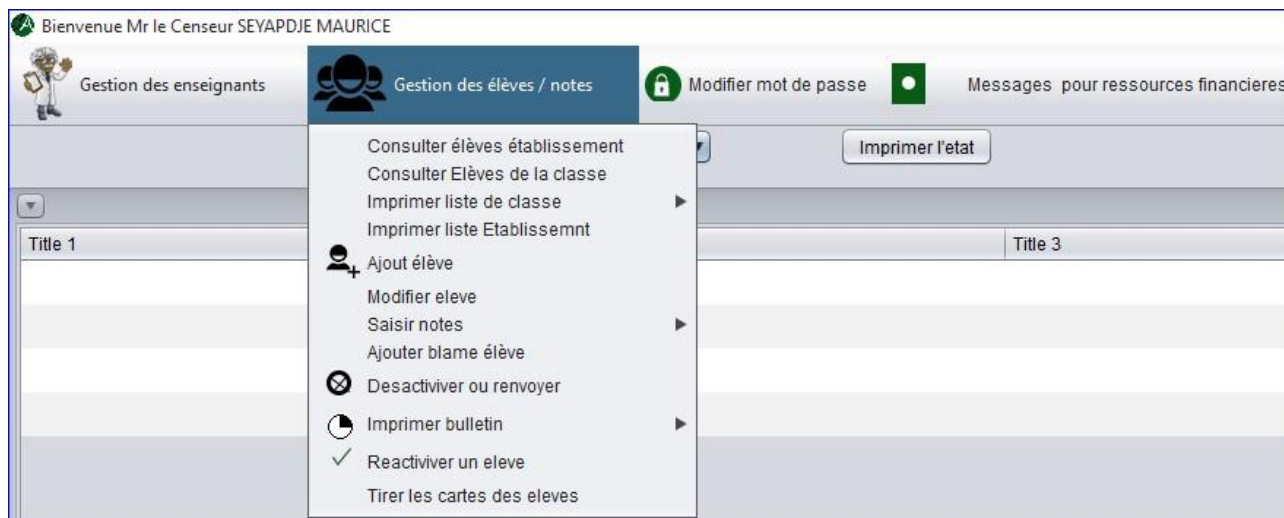 Bienvenue Mr le Censeur SEYAPDJE MAURICE
Gestion des enseignants
Gestion des élèves / notes
Modifier mot de passe
Messages pour ressources financieres
Imprimer l'etat
Title 1
Title 3
Consulter élèves établissement
Consulter Elèves de la classe
Imprimer liste de classe
Imprimer liste Etablissemnt
Ajout élève
Modifier eleve
Saisir notes
Ajouter blame élève
Desactiviver ou renvoyer
Imprimer bulletin
Reactiviver un eleve
Tirer les cartes des eleves